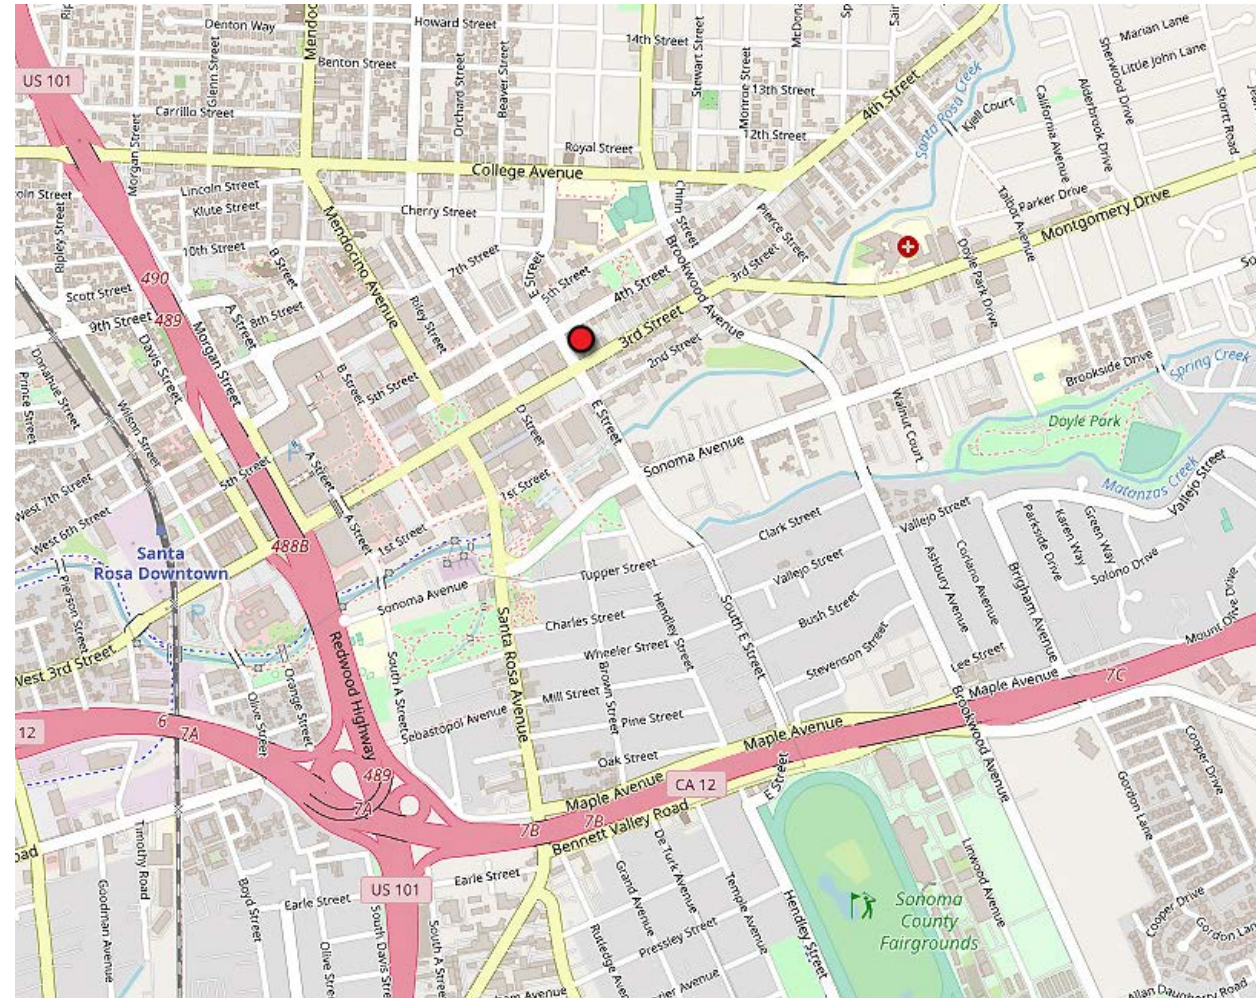 Denton Way
Howard Street
14th Street
Marian Lane
Little John Lane
Sherwood Drive
Alderbrook Drive
Shortt Road
US 101
Glenn Street
Benton Street
Orchard Street
Beaver Street
Stewart Street
Monroe Street
13th Street
4th Street
Santa Rosa Creek
Kjell Court
California Avenue
Carrillo Street
12th Street
Morgan Street
Royal Street
College Avenue
Lincoln Street
Klute Street
Cherry Street
Chinn Street
Pierce Street
Talbot Avenue
Parker Drive
Montgomery Drive
Ripley Street
10th Street
B Street
Mendocino Avenue
7th Street
E Street
5th Street
4th Street
Brookwood Avenue
3rd Street
Doyle Park Drive
490
Scott Street
9th Street
489
A Street
8th Street
Riley Street
3rd Street
2nd Street
Morgan Street
Davis Street
Donahue Street
Prince Street
Wilson Street
B Street
5th Street
D Street
E Street
Walnut Court
Brookside Drive
Spring Creek
Doyle Park
Matanzas Creek
Vallejo Street
P
A Street
5th Street
Sonoma Avenue
1st Street
West 7th Street
West 6th Street
A Street
1st Street
488B
Santa
Rosa Downtown
Clark Street
Vallejo Street
Parkside Drive
Karen Way
Green Way
Solono Drive
Pierson Street
P
Sonoma Avenue
Tupper Street
Vallejo Street
Ashbury Avenue
Coriano Avenue
Brigham Avenue
Mount Olive Drive
Charles Street
Hendley Street
South E Street
Bush Street
Wheeler Street
Stevenson Street
Lee Street
West 3rd Street
Redwood Highway
South A Street
Santa Rosa Avenue
Orange Street
Olive Street
Mill Street
Brown Street
Maple Avenue
7C
12
6
7A
Sebastopol Avenue
Pine Street
Maple Avenue
Brookwood Avenue
Oak Street
489
7A
Maple Avenue
CA 12
E Street
7B
7B
Bennett Valley Road
Cooper Drive
Gordon Lane
Timothy Road
De Turk Avenue
Grand Avenue
Temple Avenue
Linwood Avenue
US 101
Earle Street
Earle Street
Goodman Avenue
Boyd Street
South Davis Street
Hendley Street
Sonoma
County
Fairgrounds
Cooper Drive
Pressley Street
Allan Daugherty Road